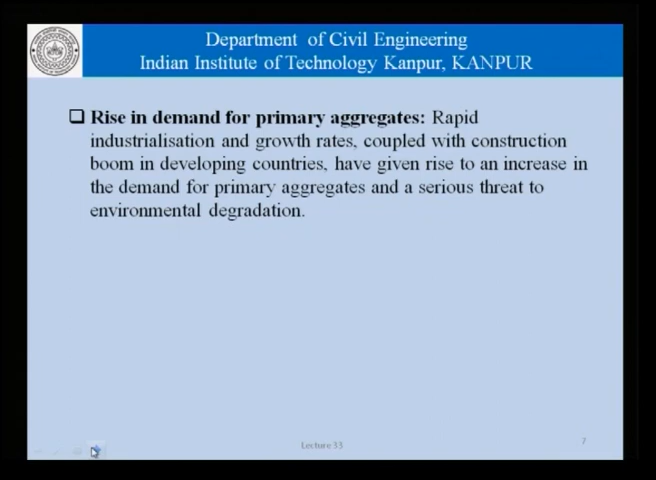 Department of Civil Engineering
Indian Institute of Technology Kanpur, KANPUR
❑ Rise in demand for primary aggregates: Rapid
industrialisation and growth rates, coupled with construction
boom in developing countries, have given rise to an increase in
the demand for primary aggregates and a serious threat to
environmental degradation.
Lecture 33
7